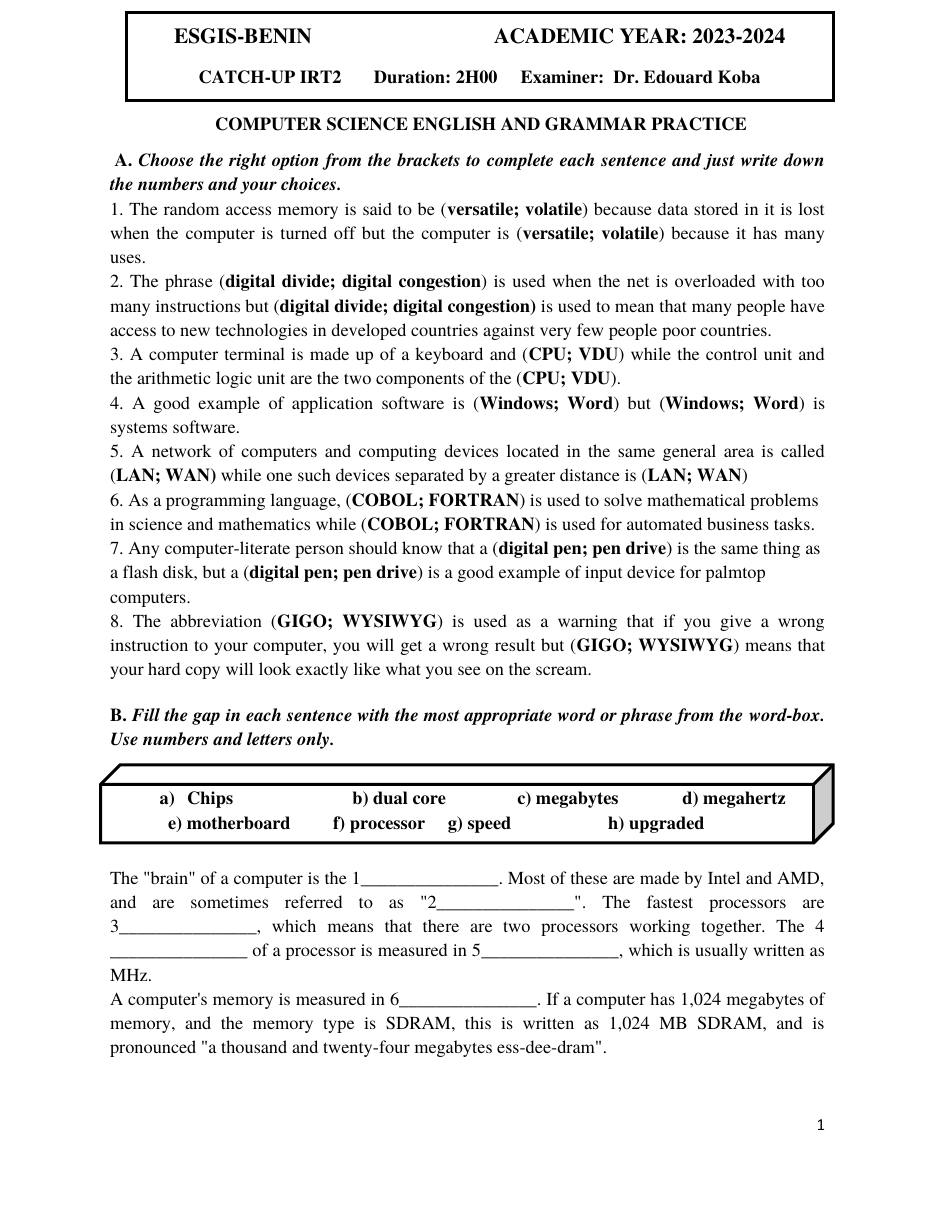 ESGIS-BENIN ACADEMIC YEAR: 2023-2024
CATCH-UP IRT2 Duration: 2H00 Examiner: Dr. Edouard Koba
COMPUTER SCIENCE ENGLISH AND GRAMMAR PRACTICE
A. Choose the right option from the brackets to complete each sentence and just write down
the numbers and your choices.
1. The random access memory is said to be (versatile; volatile) because data stored in it is lost
when the computer is turned off but the computer is (versatile; volatile) because it has many
uses.
2. The phrase (digital divide; digital congestion) is used when the net is overloaded with too
many instructions but (digital divide; digital congestion) is used to mean that many people have
access to new technologies in developed countries against very few people poor countries.
3. A computer terminal is made up of a keyboard and (CPU; VDU) while the control unit and
the arithmetic logic unit are the two components of the (CPU; VDU).
4. A good example of application software is (Windows; Word) but (Windows; Word) is
systems software.
5. A network of computers and computing devices located in the same general area is called
(LAN; WAN) while one such devices separated by a greater distance is (LAN; WAN)
6. As a programming language, (COBOL; FORTRAN) is used to solve mathematical problems
in science and mathematics while (COBOL; FORTRAN) is used for automated business tasks.
7. Any computer-literate person should know that a (digital pen; pen drive) is the same thing as
a flash disk, but a (digital pen; pen drive) is a good example of input device for palmtop
computers.
8. The abbreviation (GIGO; WYSIWYG) is used as a warning that if you give a wrong
instruction to your computer, you will get a wrong result but (GIGO; WYSIWYG) means that
your hard copy will look exactly like what you see on the scream.
B. Fill the gap in each sentence with the most appropriate word or phrase from the word-box.
Use numbers and letters only.
a) Chips b) dual core c) megabytes d) megahertz
e) motherboard f) processor g) speed h) upgraded
The "brain" of a computer is the 1_______________. Most of these are made by Intel and AMD,
and are sometimes referred to as "2_______________". The fastest processors are
3_______________, which means that there are two processors working together. The 4
_______________ of a processor is measured in 5_______________, which is usually written as
MHz.
A computer's memory is measured in 6_______________. If a computer has 1,024 megabytes of
memory, and the memory type is SDRAM, this is written as 1,024 MB SDRAM, and is
pronounced "a thousand and twenty-four megabytes ess-dee-dram".
1